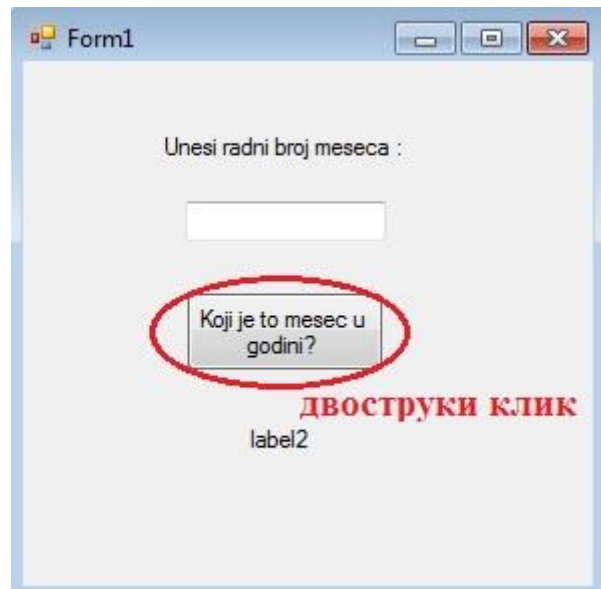 Form1
Unesi radni broj meseca :
Koji je to mesec u
godini?
двоструки клик
label2